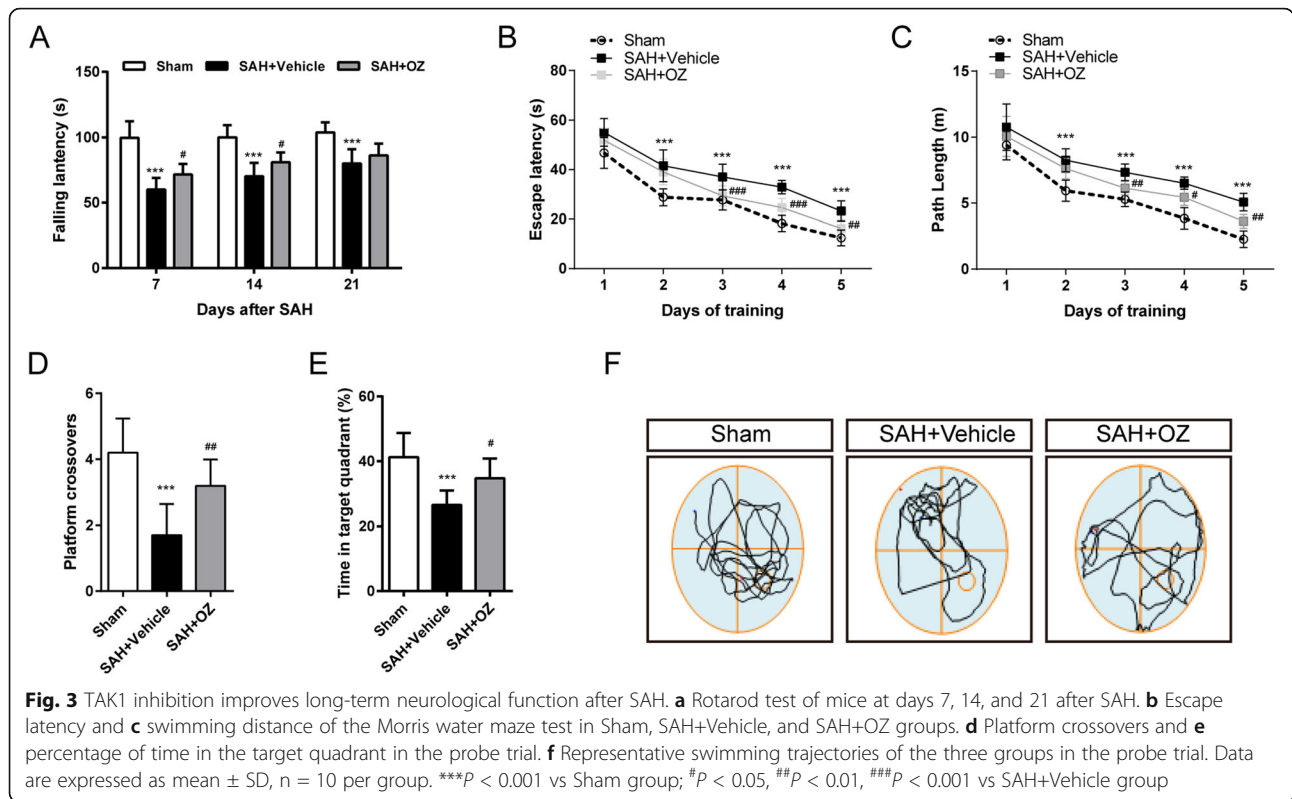 A
Sham SAH+Vehicle SAH+OZ
Falling lantency (s)
150
100
50
0
*** # *** # ***
7 14 21
Days after SAH
B
Sham
SAH+Vehicle
SAH+OZ
Escape latency (s)
80
60
40
20
0
*** *** *** ***
### ### ##
1 2 3 4 5
Days of training
C
Sham
SAH+Vehicle
SAH+OZ
Path Length (m)
15
10
5
0
*** *** *** ***
## # ##
1 2 3 4 5
Days of training
D
Platform crossovers
6
4
2
0
*** ##
Sham SAH+Vehicle SAH+OZ
E
Time in target quadrant (%)
60
40
20
0
*** #
Sham SAH+Vehicle SAH+OZ
F
Sham SAH+Vehicle SAH+OZ
Fig. 3 TAK1 inhibition improves long-term neurological function after SAH. a Rotarod test of mice at days 7, 14, and 21 after SAH. b Escape
latency and c swimming distance of the Morris water maze test in Sham, SAH+Vehicle, and SAH+OZ groups. d Platform crossovers and e
percentage of time in the target quadrant in the probe trial. f Representative swimming trajectories of the three groups in the probe trial. Data
are expressed as mean ± SD, n = 10 per group. ***P < 0.001 vs Sham group; #P < 0.05, ##P < 0.01, ###P < 0.001 vs SAH+Vehicle group